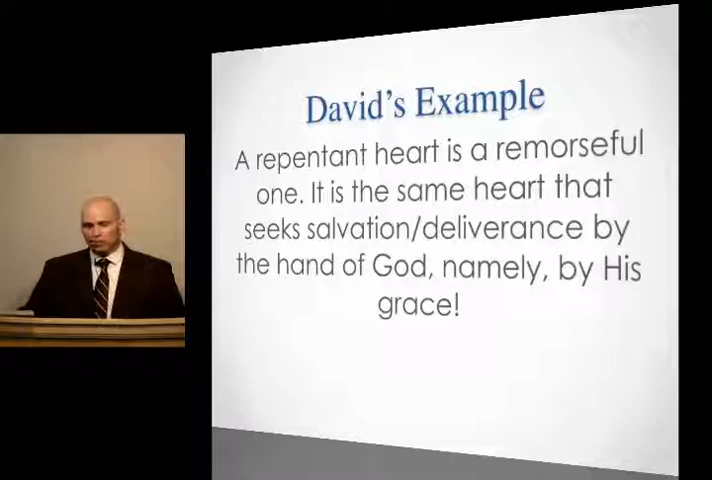 David's Example
A repentant heart is a remorseful
one. It is the same heart that
seeks salvation/deliverance by
the hand of God, namely, by His
grace!